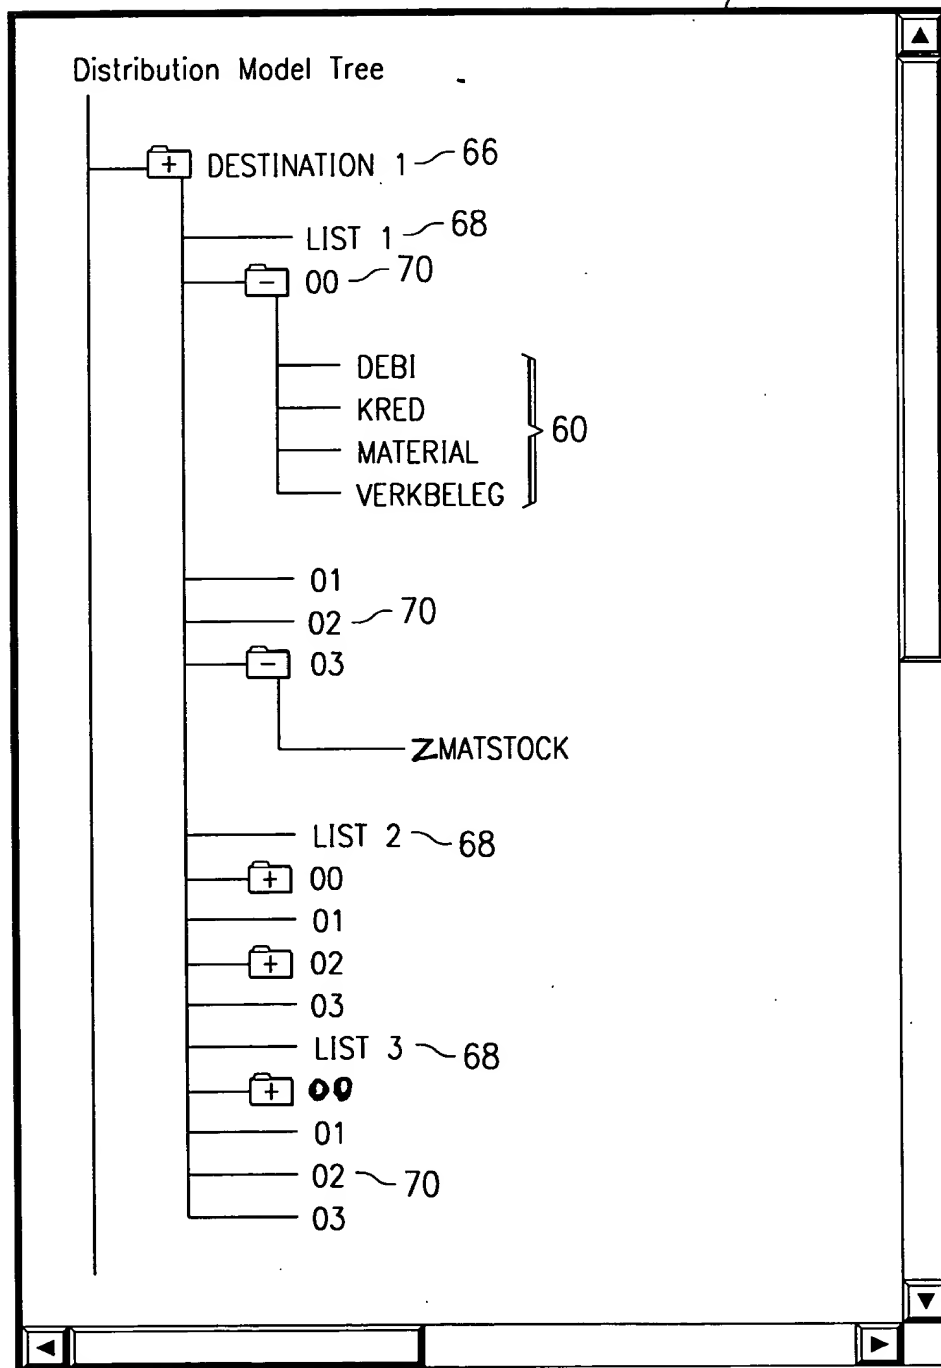 Distribution Model Tree
+ DESTINATION 1 66
LIST 1 68
- 00 70
DEBI
KRED
MATERIAL
VERKBELEG
60
01
02 70
- 03
ZMATSTOCK
LIST 2 68
+ 00
01
+ 02
03
LIST 3 68
+ 00
01
02 70
03